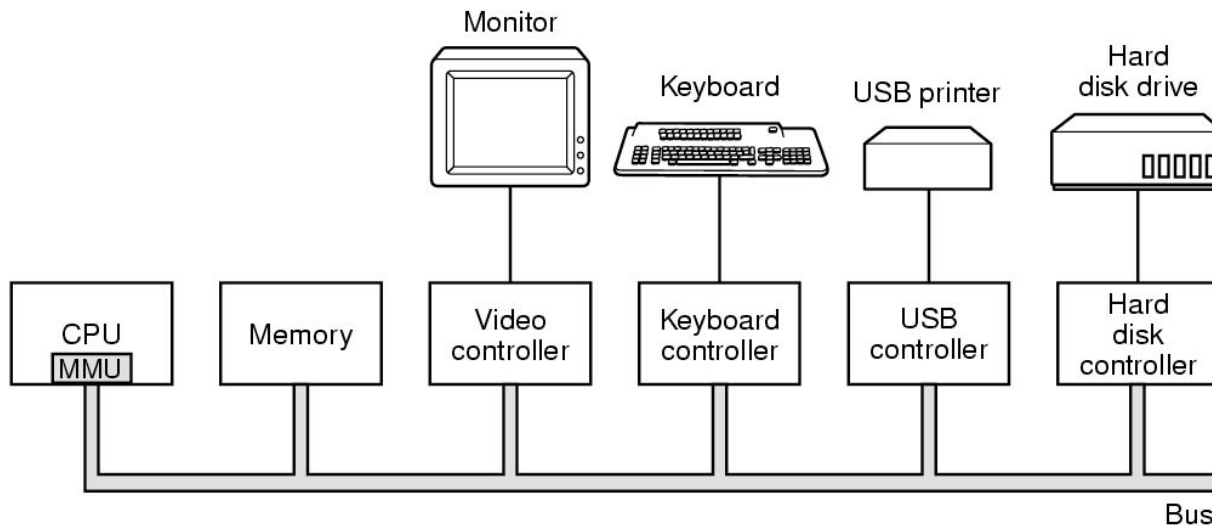 Monitor
Keyboard
USB printer
Hard
disk drive
CPU
MMU
Memory
Video
controller
Keyboard
controller
USB
controller
Hard
disk
controller
Bus